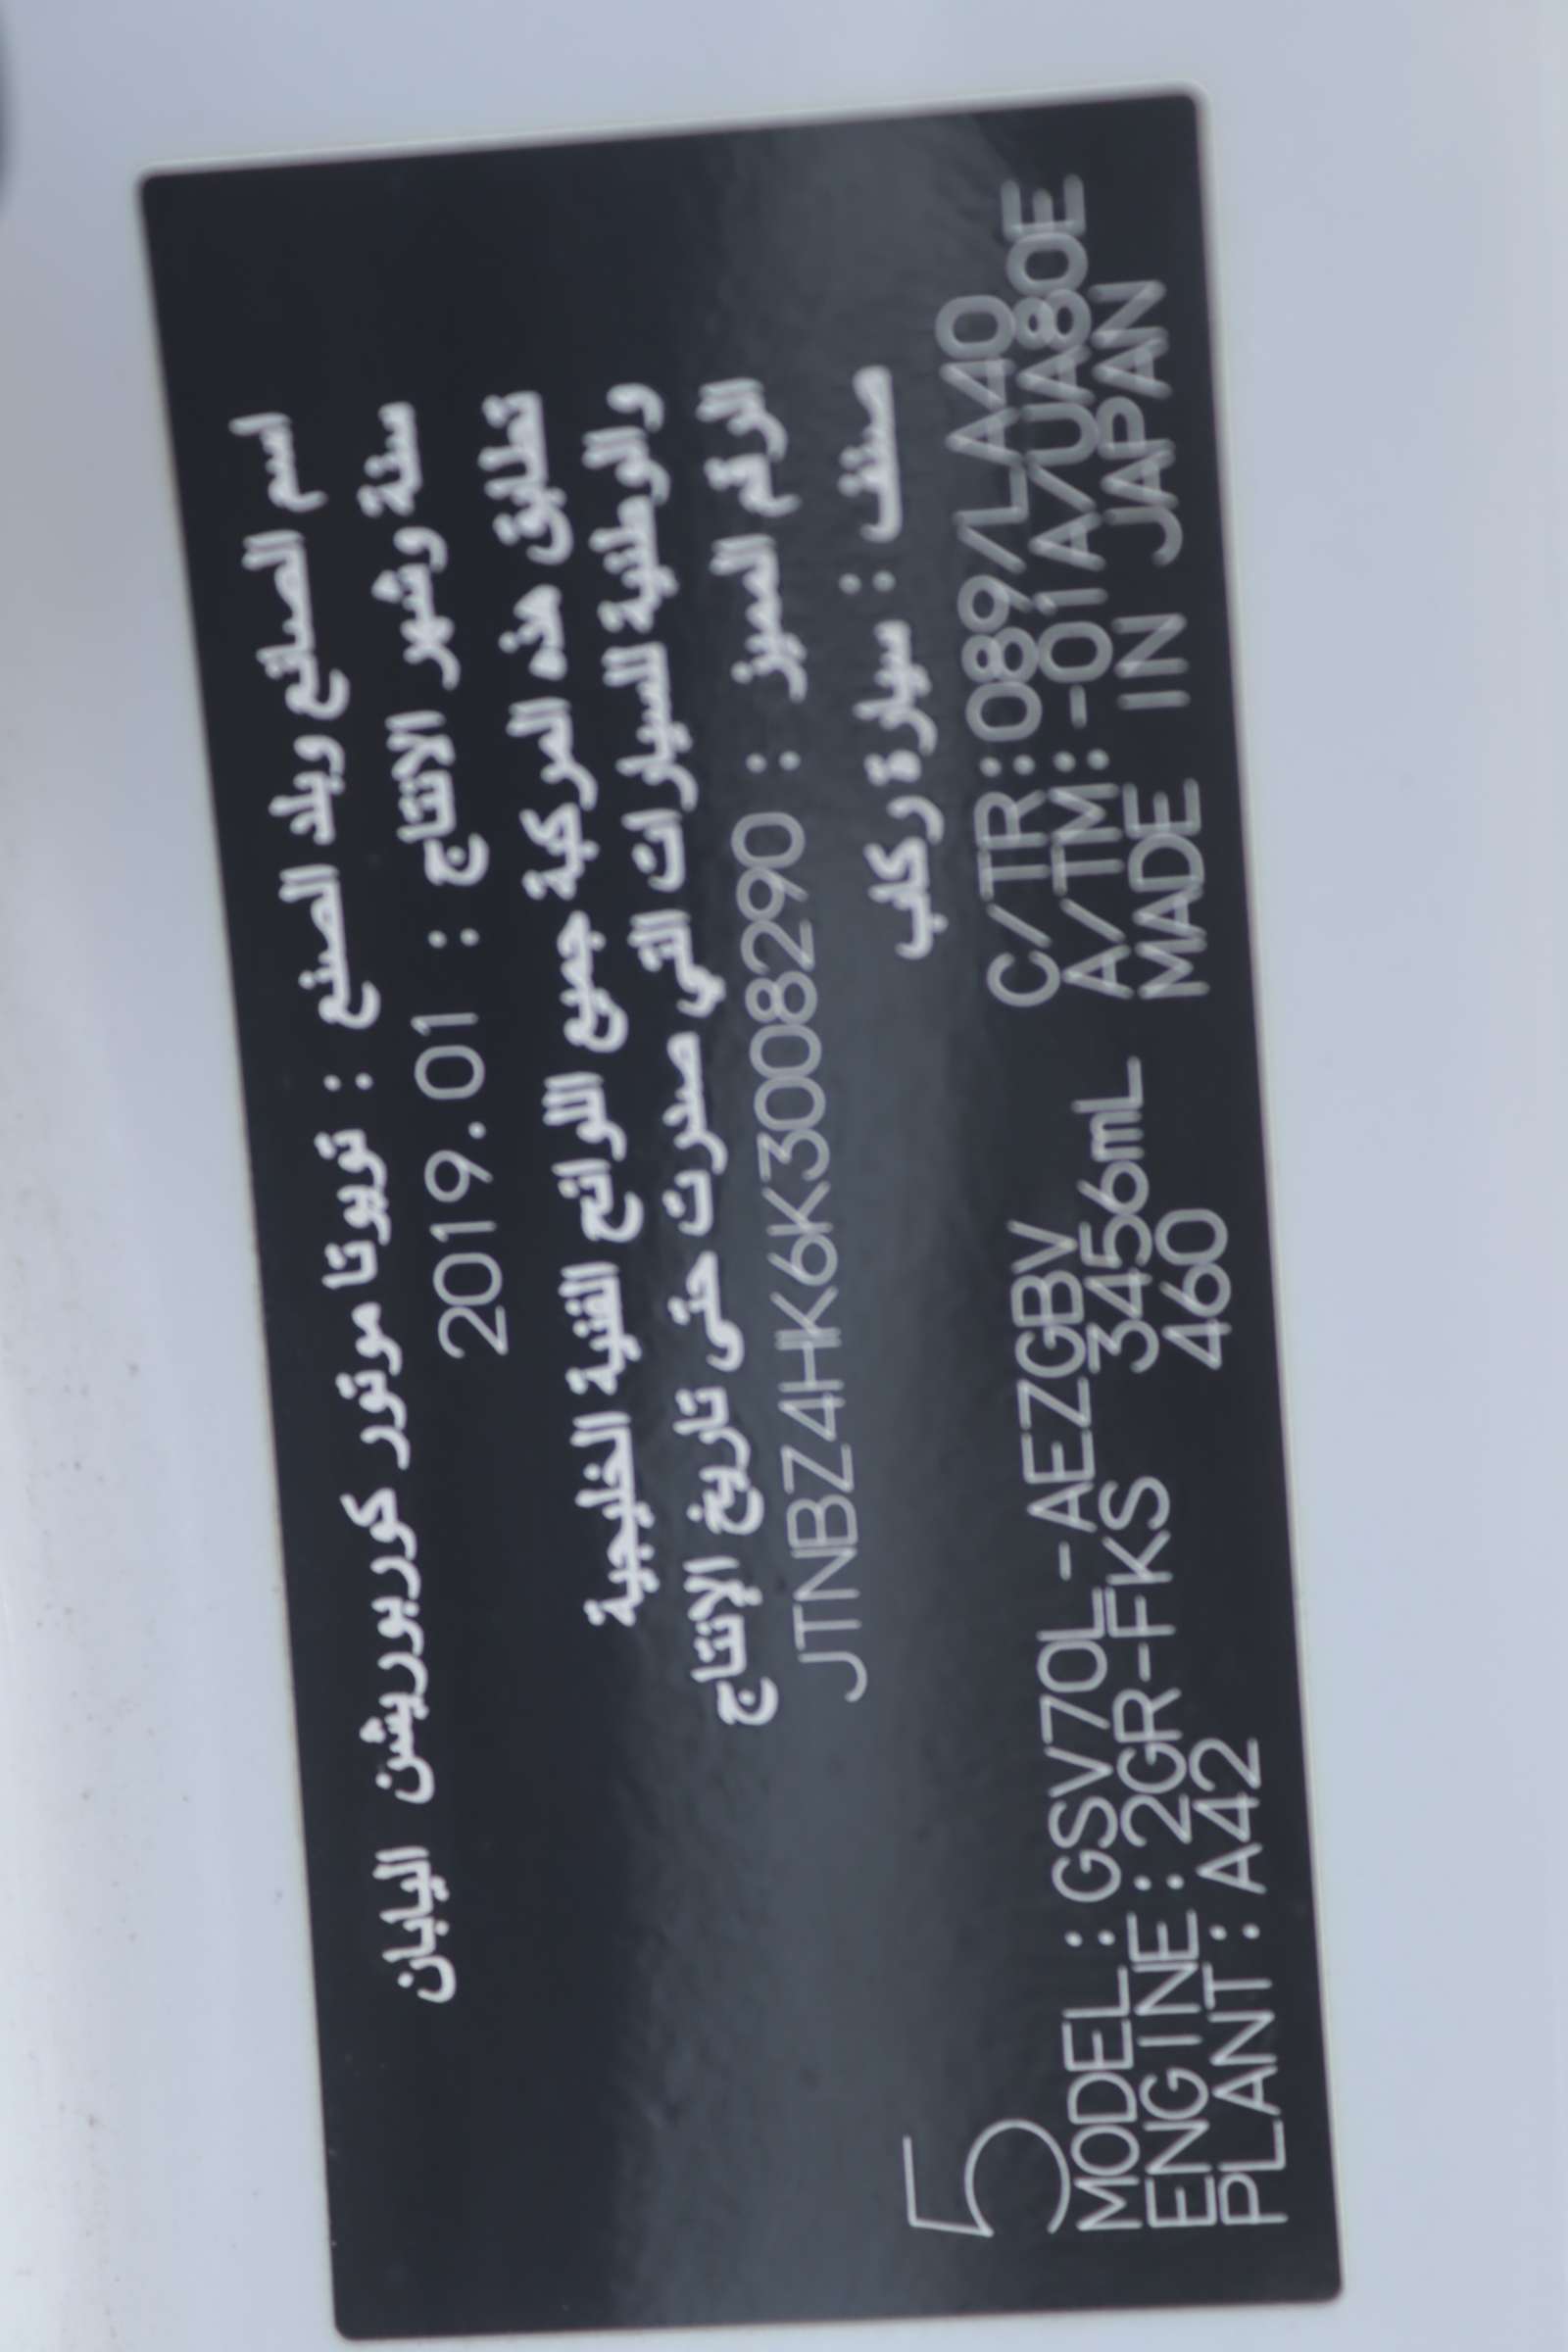 اسم الصانع وبلد الصنع : تويوتا موتور كوربوريشن اليابان
سنة وشهر الانتاج : 2019.01
تطابق هذه المركبة جميع اللوائح الفنية الخليجية
والوطنية للسيارات التي صدرت حتى تاريخ الإنتاج
الرقم المميز : JTNBZ4HK6K3008290
صنف : سيارة ركاب
5
C/TR:089/LA40
MODEL:GSV70L-AEZGBV A/TM:-01A/UA80E
ENGINE:2GR-FKS 3456mL MADE IN JAPAN
PLANT:A42 460